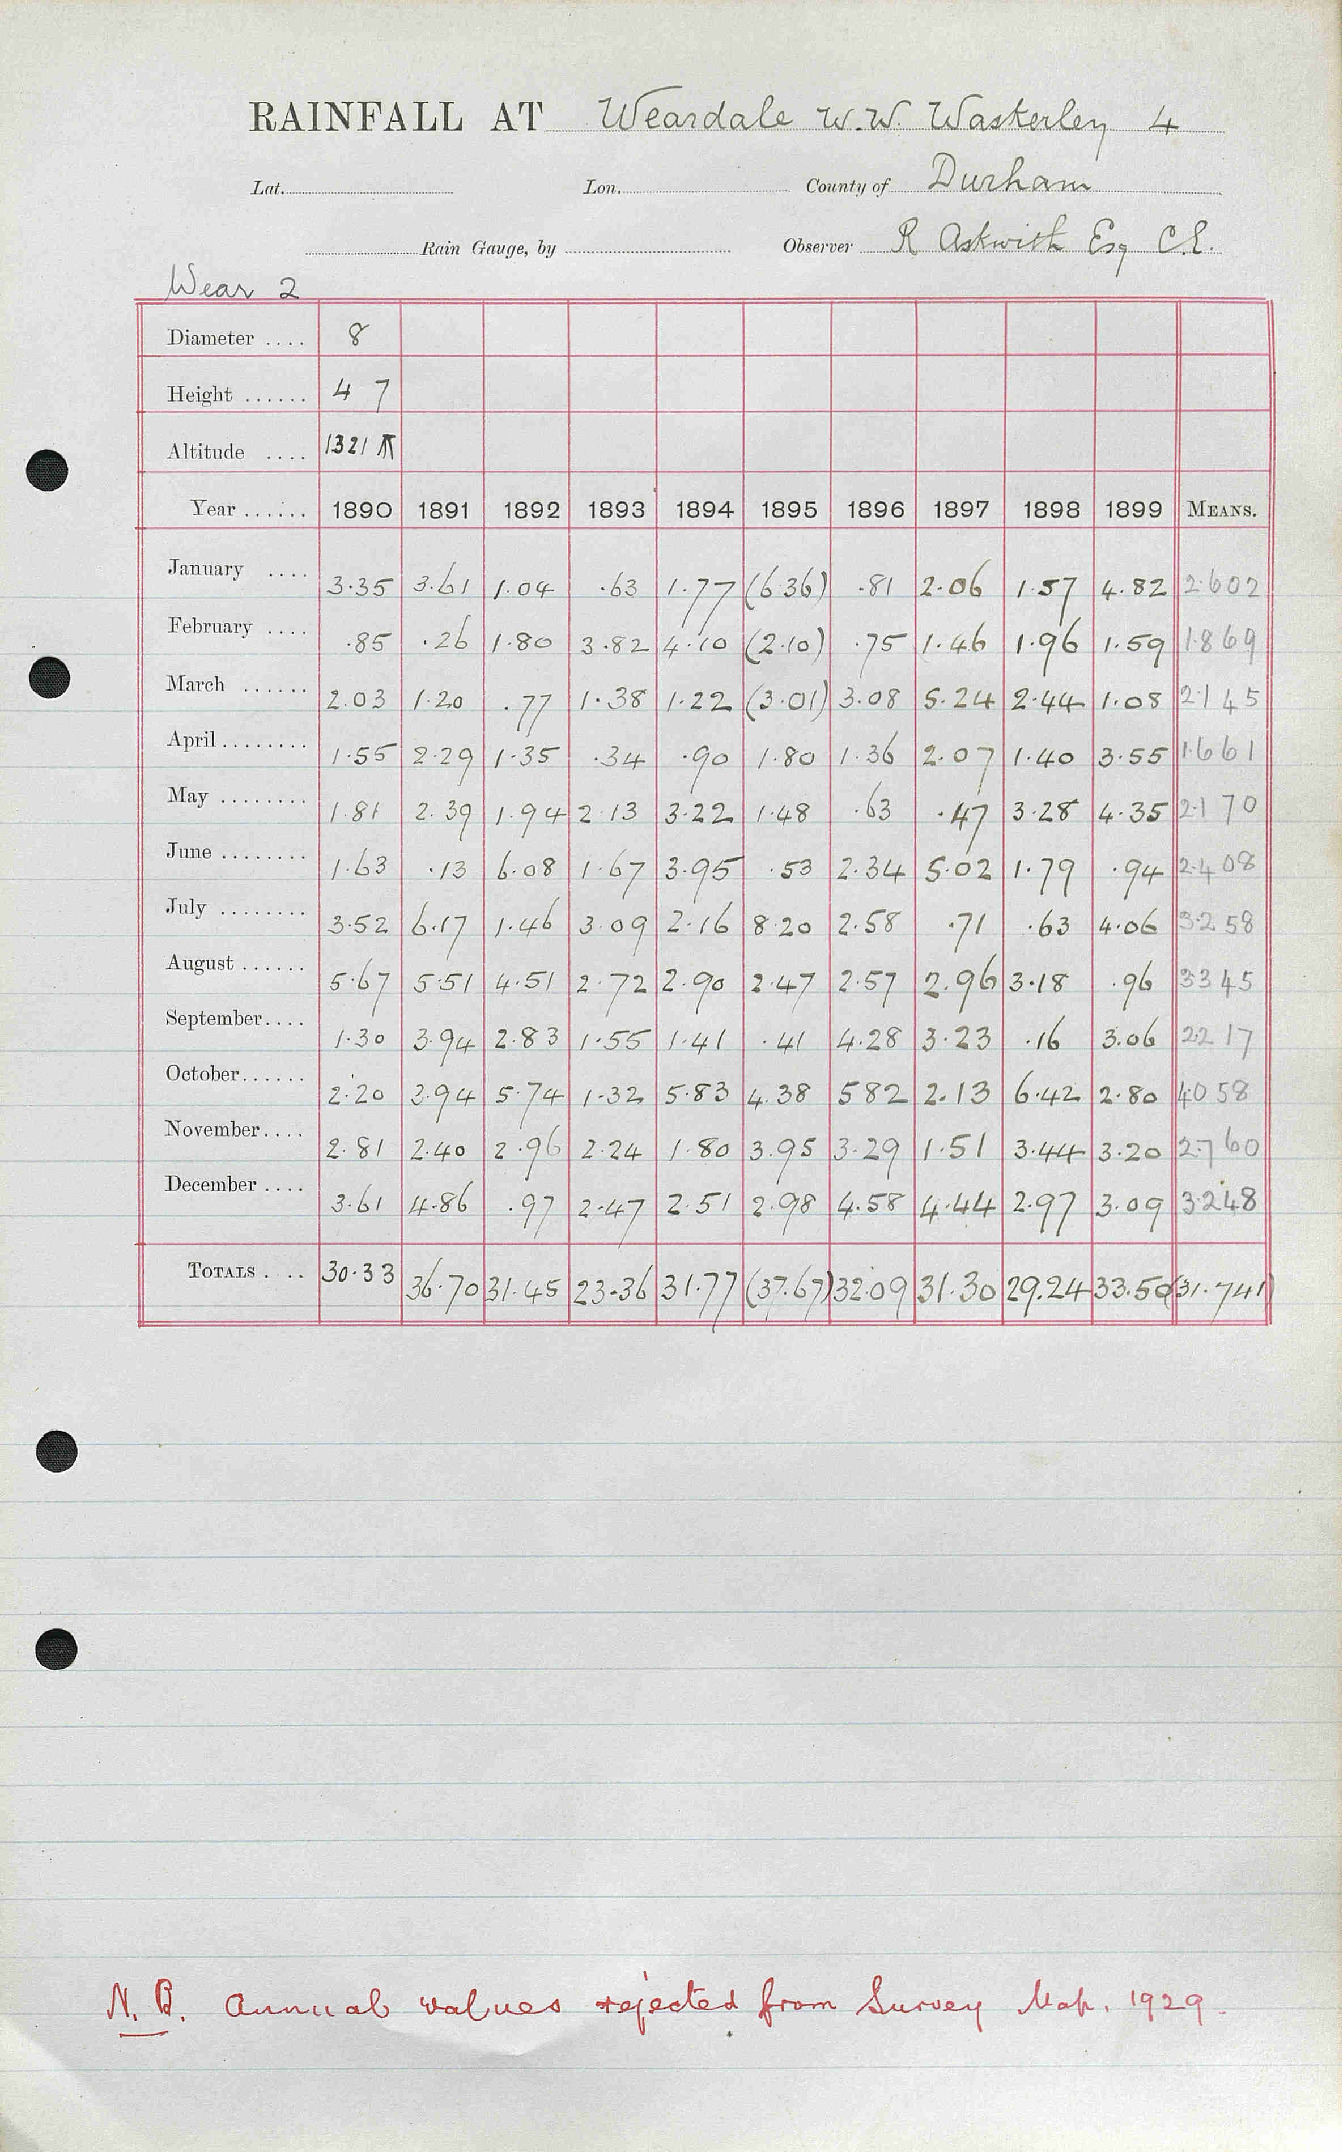 RAINFALL AT Weardale W.W. Waskerley 4
Lat. Lon. County of Durham
Rain Gauge, by Observer R Askwith Esq C.E.
Wear 2
Diameter .... 8
Height ...... 4 7
Altitude .... 1321
Year ...... 1890 1891 1892 1893 1894 1895 1896 1897 1898 1899 MEANS.
January .... 3.35 3.61 1.04 .63 1.77 (6.36) .81 2.06 1.57 4.82 2.602
February .... .85 .26 1.80 3.82 4.10 (2.10) .75 1.46 1.96 1.59 1.869
March ...... 2.03 1.20 .77 1.38 1.22 (3.01) 3.08 5.24 2.44 1.08 2.145
April ........ 1.55 2.29 1.35 .34 .90 1.80 1.36 2.07 1.40 3.55 1.661
May ........ 1.81 2.39 1.94 2.13 3.22 1.48 .63 .47 3.28 4.35 2.170
June ........ 1.63 .13 6.08 1.67 3.95 .53 2.34 5.02 1.79 .94 2.408
July ........ 3.52 6.17 1.46 3.09 2.16 8.20 2.58 .71 .63 4.06 3.258
August ...... 5.67 5.51 4.51 2.72 2.90 2.47 2.57 2.96 3.18 .96 3345
September .... 1.30 3.94 2.83 1.55 1.41 .41 4.28 3.23 .16 3.06 2217
October ...... 2.20 3.94 5.74 1.32 5.83 4.38 582 2.13 6.42 2.80 4058
November .... 2.81 2.40 2.96 2.24 1.80 3.95 3.29 1.51 3.44 3.20 2.760
December .... 3.61 4.86 .97 2.47 2.51 2.98 4.58 4.44 2.97 3.09 3.248
TOTALS .... 30.33 36.70 31.45 23.36 31.77 (37.67) 32.09 31.30 29.24 33.50 (31.741)
N.B. Annual values rejected from Survey Map. 1929.